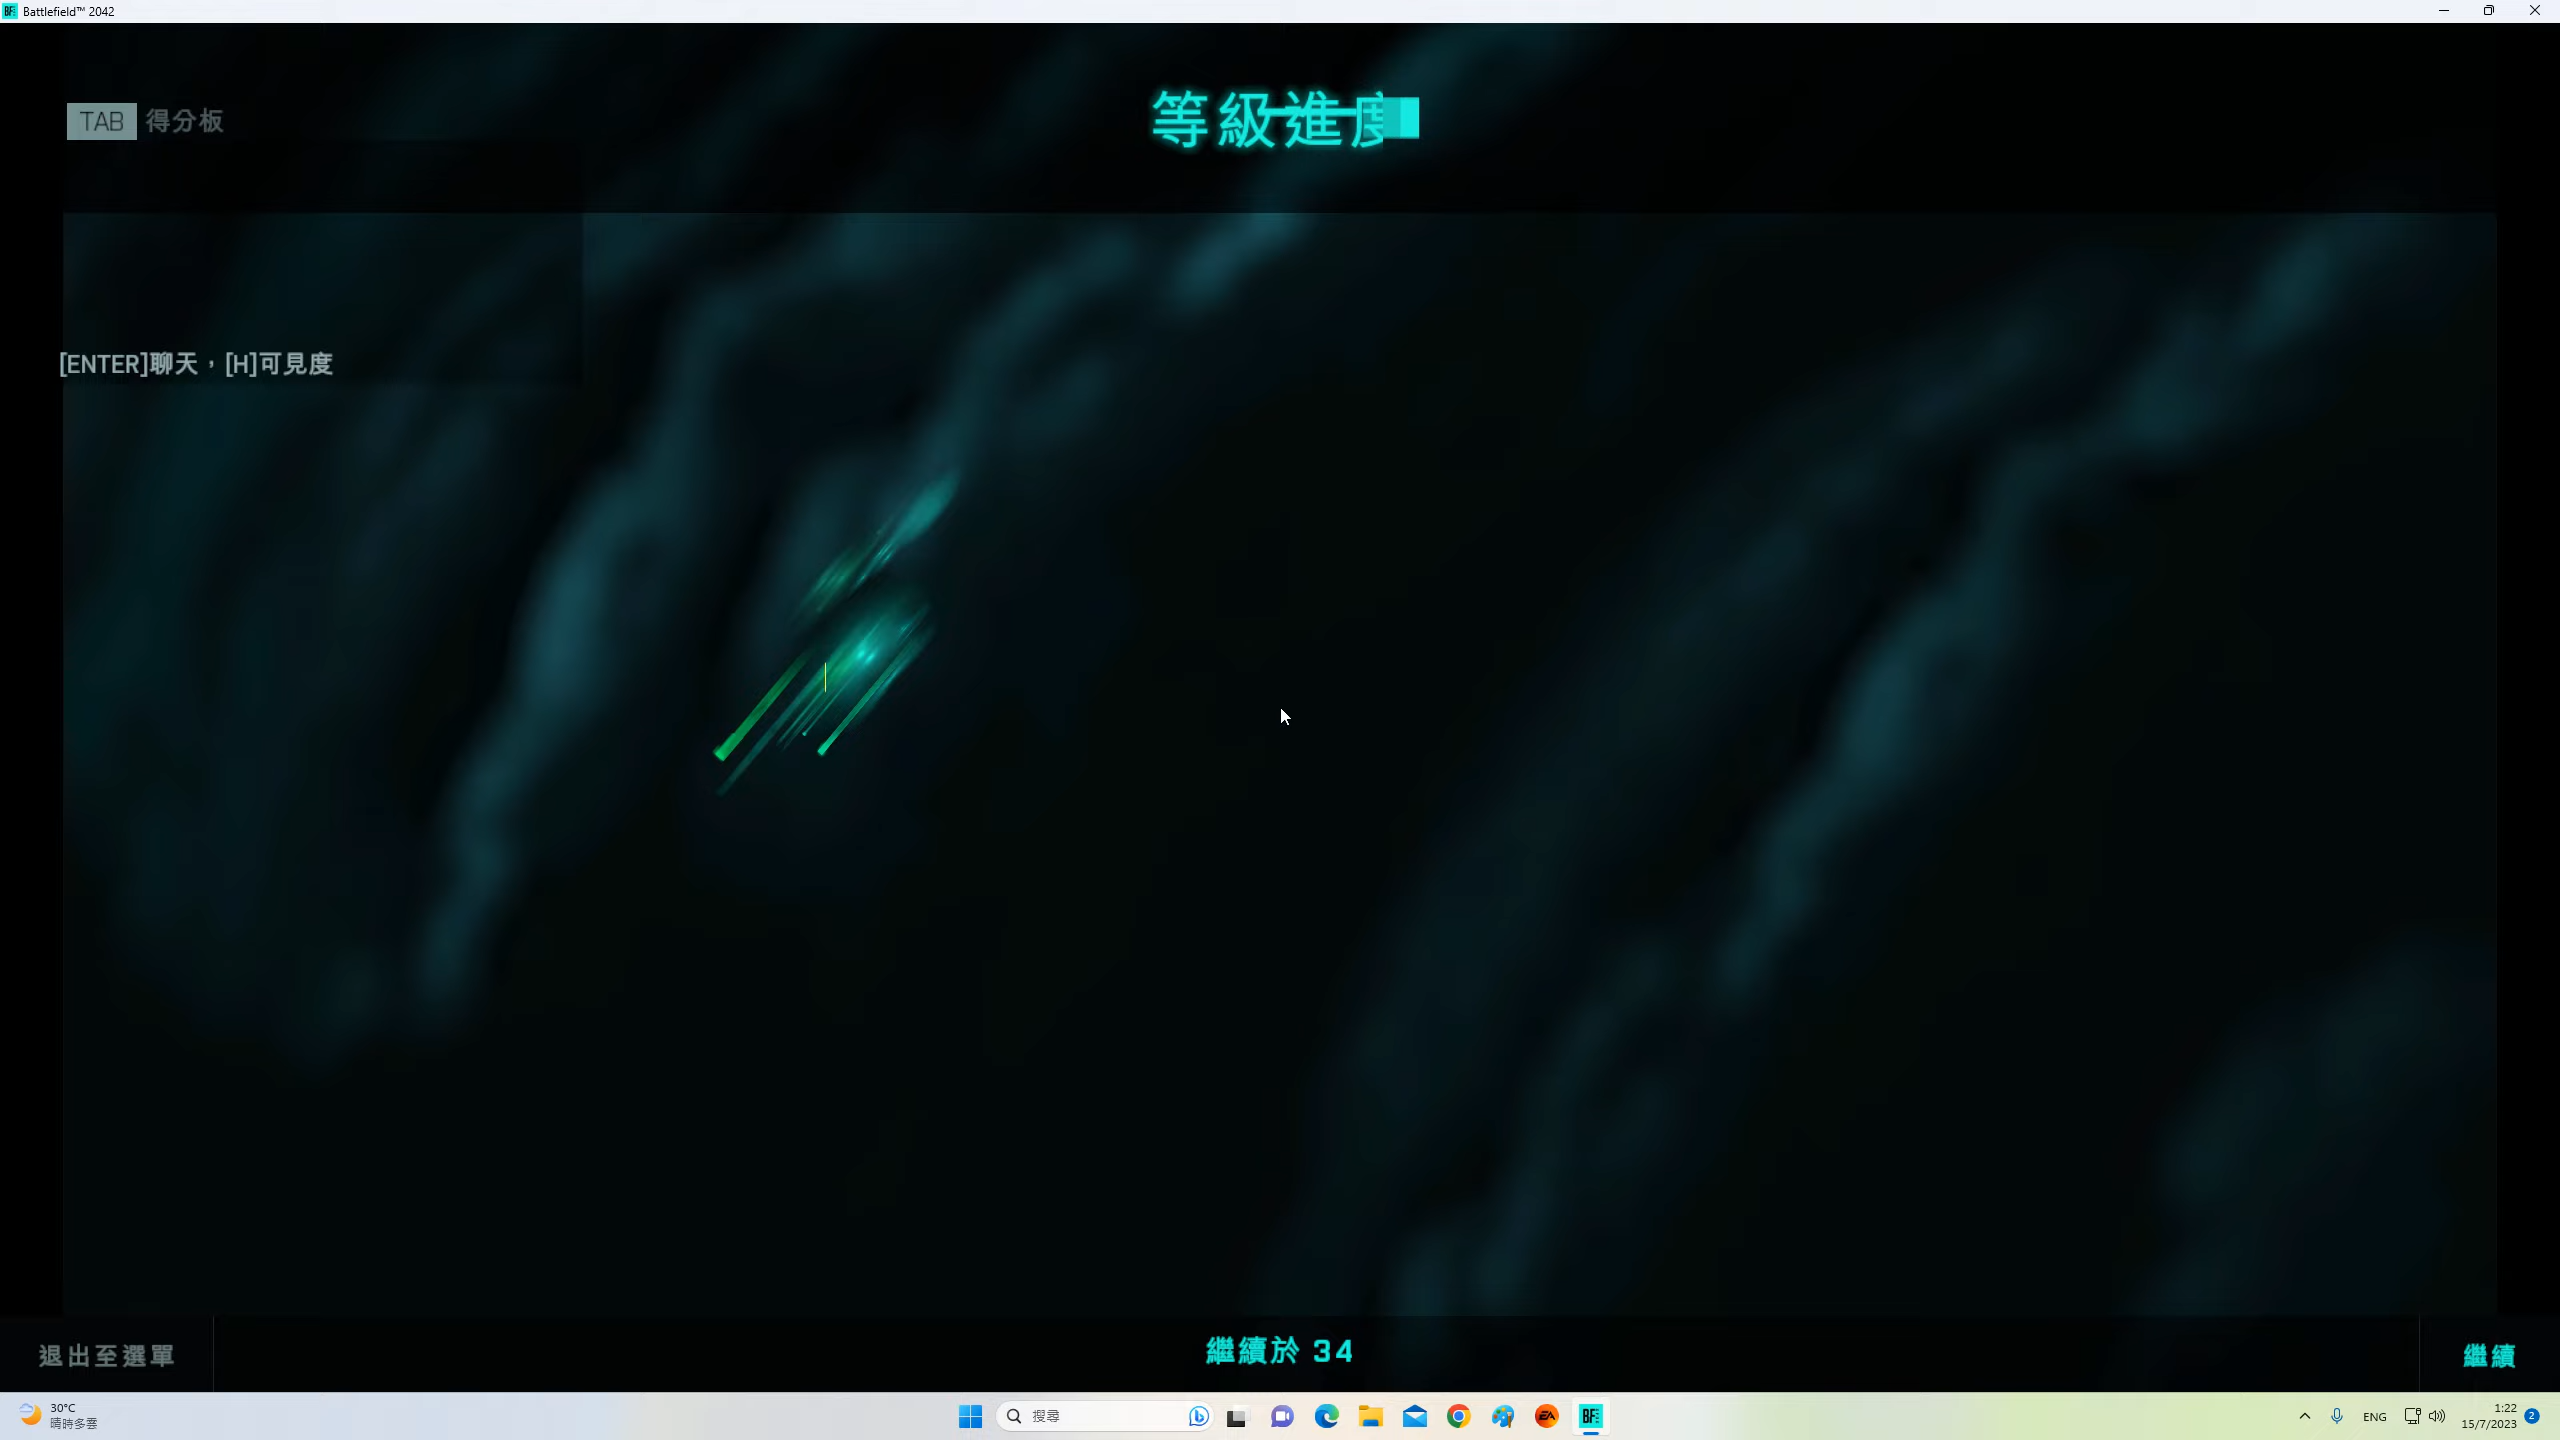 Battlefield™ 2042
等級進度
TAB 得分板
[ENTER]聊天，[H]可見度
退出至選單
繼續於 34
繼續
30°C
晴時多雲
搜尋
ENG
1:22
15/7/2023
2